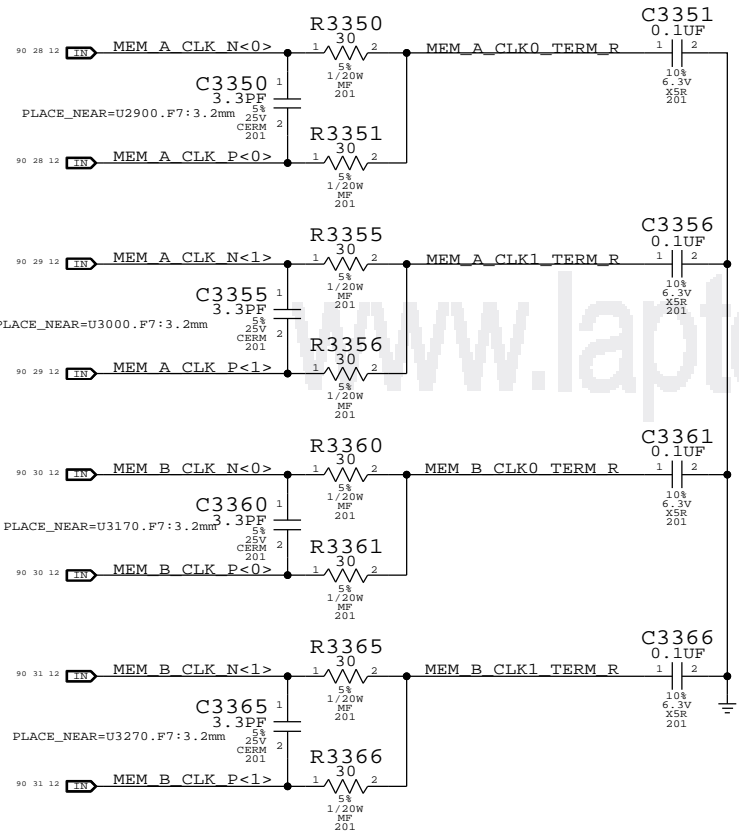 C3351
0.1UF
1 2
10%
6.3V
X5R
201
90 28 12 IN MEM_A_CLK_N<0>
R3350
30
1 2
5%
1/20W
MF
201
MEM_A_CLK0_TERM_R
C3350
3.3PF
5%
25V
CERM
201
1
2
PLACE_NEAR=U2900.F7:3.2mm
90 28 12 IN MEM_A_CLK_P<0>
R3351
30
1 2
5%
1/20W
MF
201
C3356
0.1UF
1 2
10%
6.3V
X5R
201
90 29 12 IN MEM_A_CLK_N<1>
R3355
30
1 2
5%
1/20W
MF
201
MEM_A_CLK1_TERM_R
C3355
3.3PF
5%
25V
CERM
201
1
2
PLACE_NEAR=U3000.F7:3.2mm
90 29 12 IN MEM_A_CLK_P<1>
R3356
30
1 2
5%
1/20W
MF
201
www.lapt
C3361
0.1UF
1 2
10%
6.3V
X5R
201
90 30 12 IN MEM_B_CLK_N<0>
R3360
30
1 2
5%
1/20W
MF
201
MEM_B_CLK0_TERM_R
C3360
3.3PF
5%
25V
CERM
201
1
2
PLACE_NEAR=U3170.F7:3.2mm
90 30 12 IN MEM_B_CLK_P<0>
R3361
30
1 2
5%
1/20W
MF
201
C3366
0.1UF
1 2
10%
6.3V
X5R
201
90 31 12 IN MEM_B_CLK_N<1>
R3365
30
1 2
5%
1/20W
MF
201
MEM_B_CLK1_TERM_R
C3365
3.3PF
5%
25V
CERM
201
1
2
PLACE_NEAR=U3270.F7:3.2mm
90 31 12 IN MEM_B_CLK_P<1>
R3366
30
1 2
5%
1/20W
MF
201